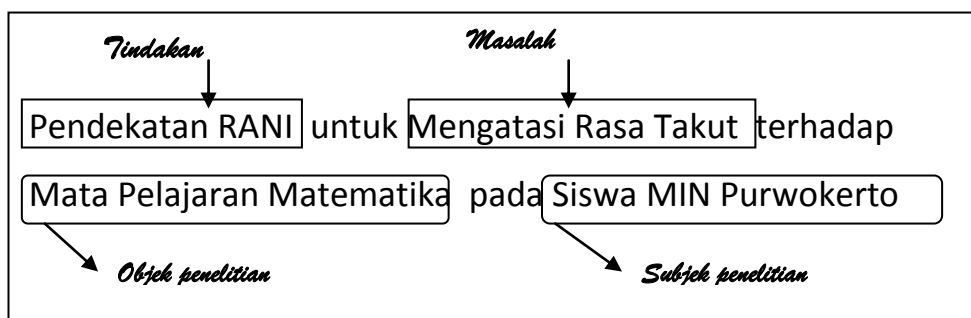 Tindakan Masalah
Pendekatan RANI untuk Mengatasi Rasa Takut terhadap
Mata Pelajaran Matematika pada Siswa MIN Purwokerto
Objek penelitian Subjek penelitian